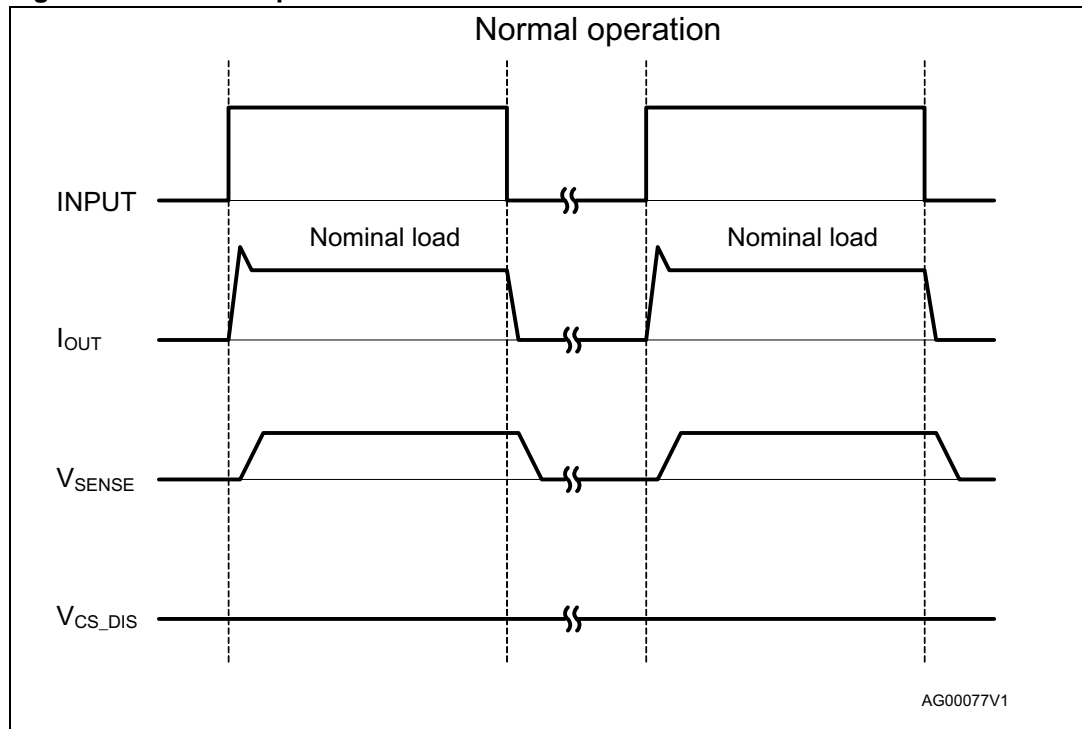 Normal operation
INPUT
Nominal load Nominal load
IOUT
VSENSE
VCS_DIS
AG00077V1